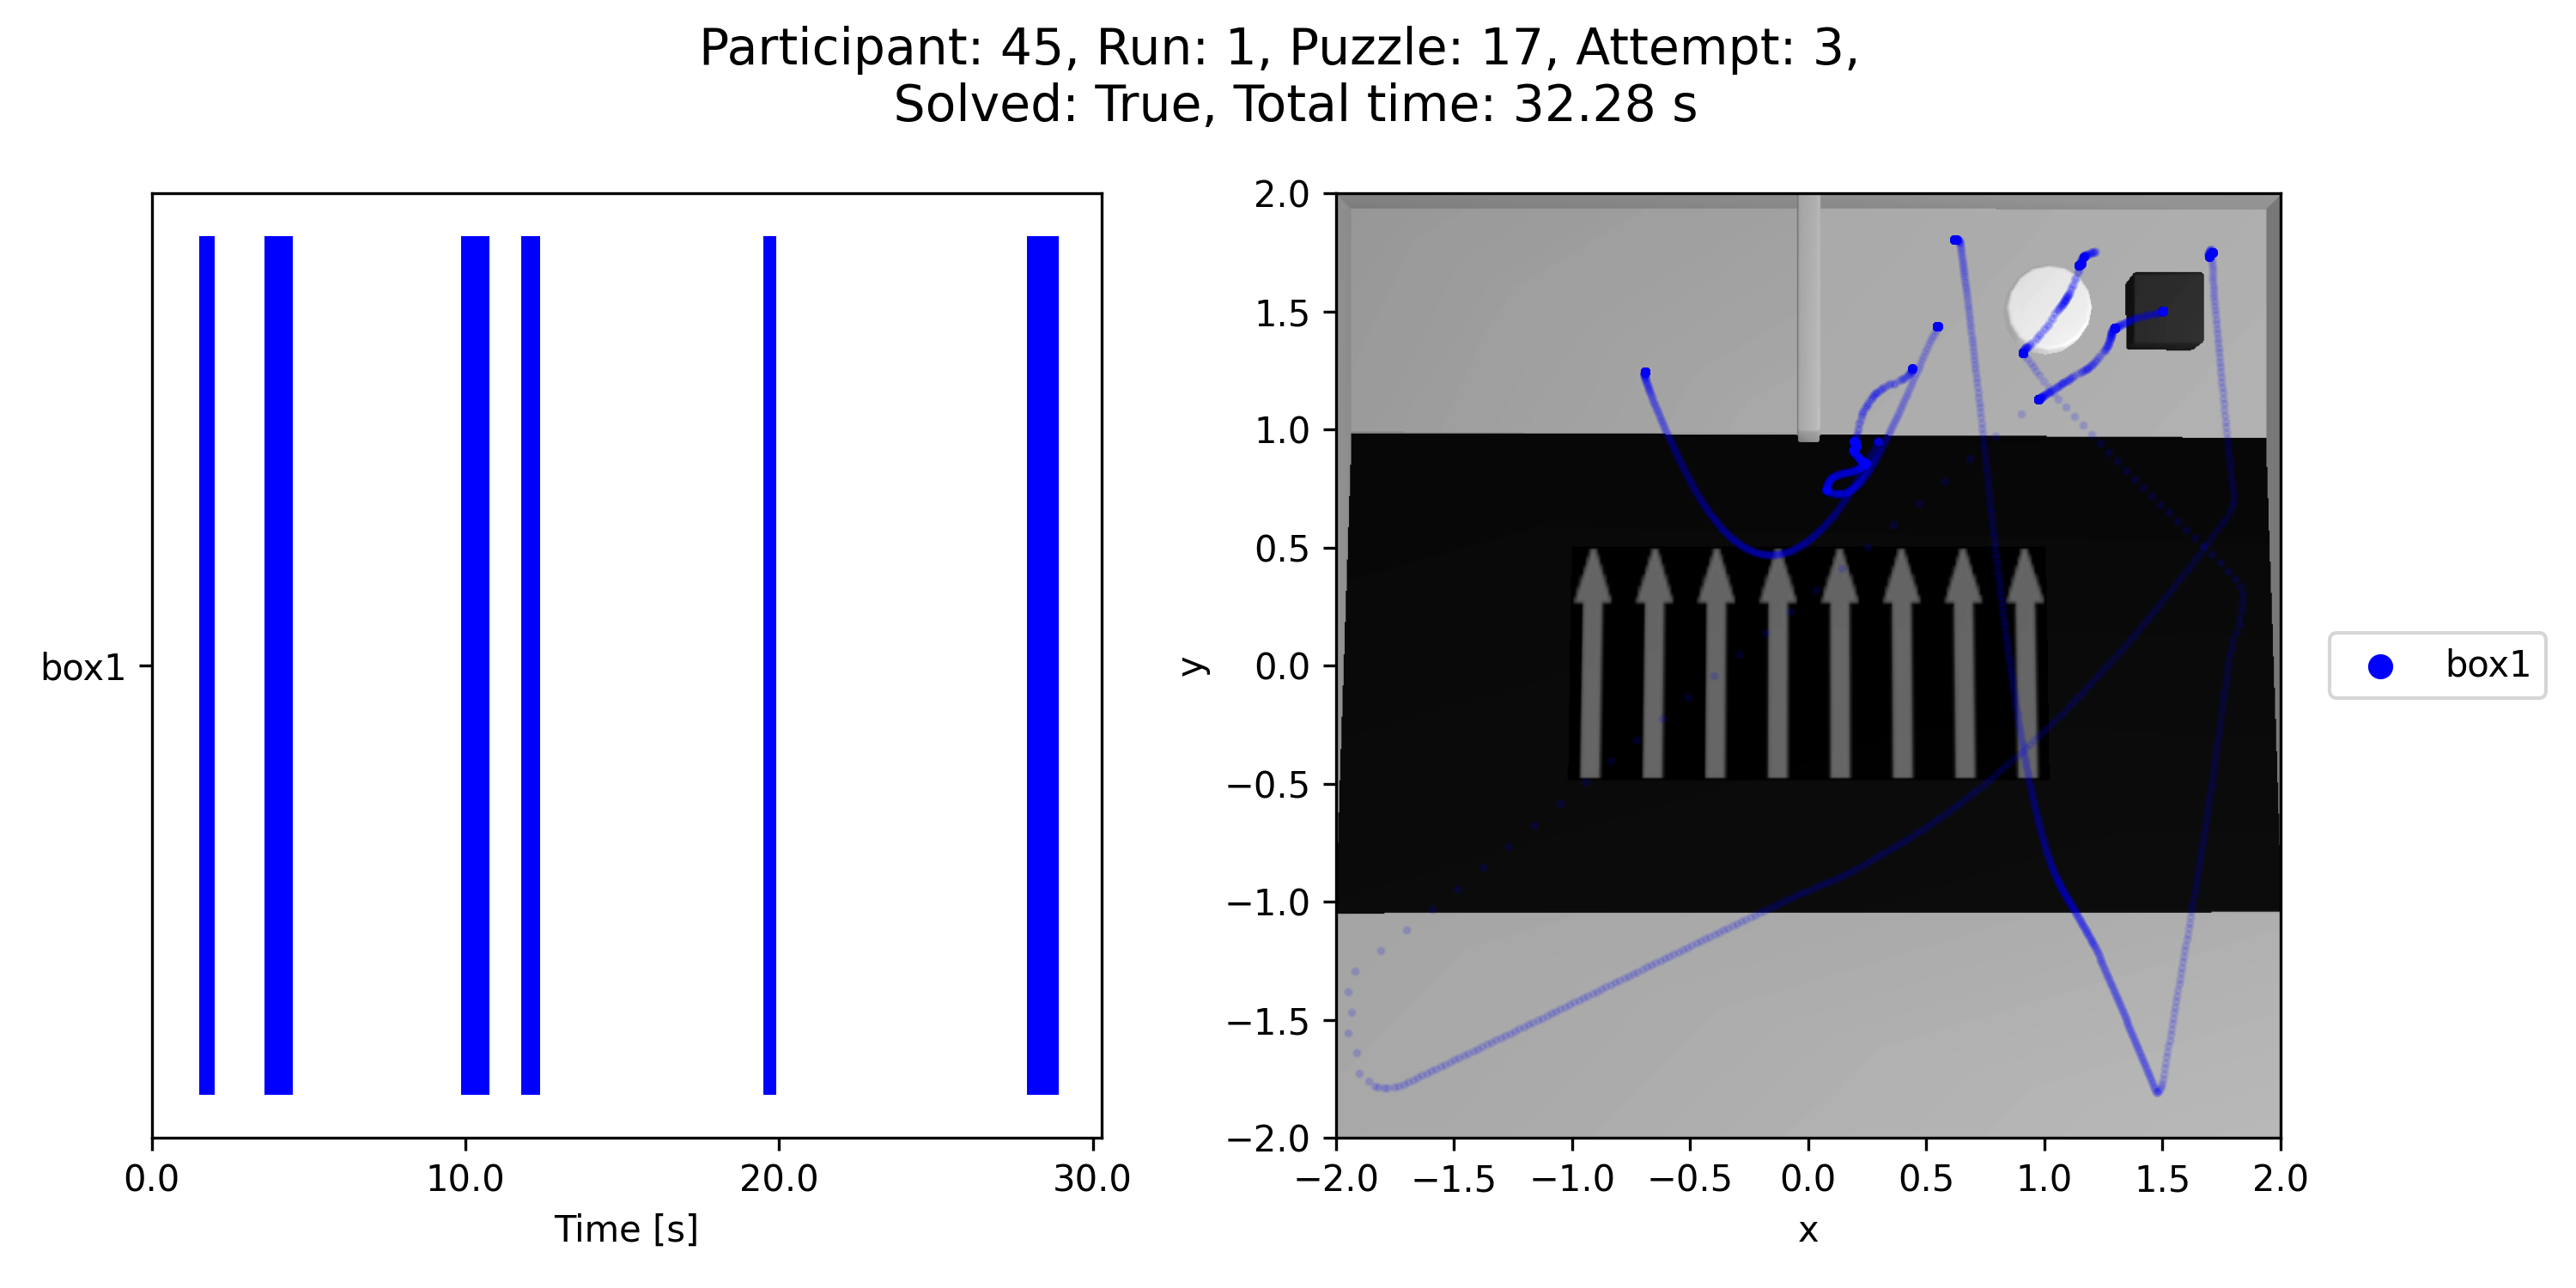 Participant: 45, Run: 1, Puzzle: 17, Attempt: 3,
Solved: True, Total time: 32.28 s
box1
0.0 10.0 20.0 30.0
Time [s]
2.0
1.5
1.0
0.5
0.0
−0.5
−1.0
−1.5
−2.0
y
−2.0 −1.5 −1.0 −0.5 0.0 0.5 1.0 1.5 2.0
x
box1